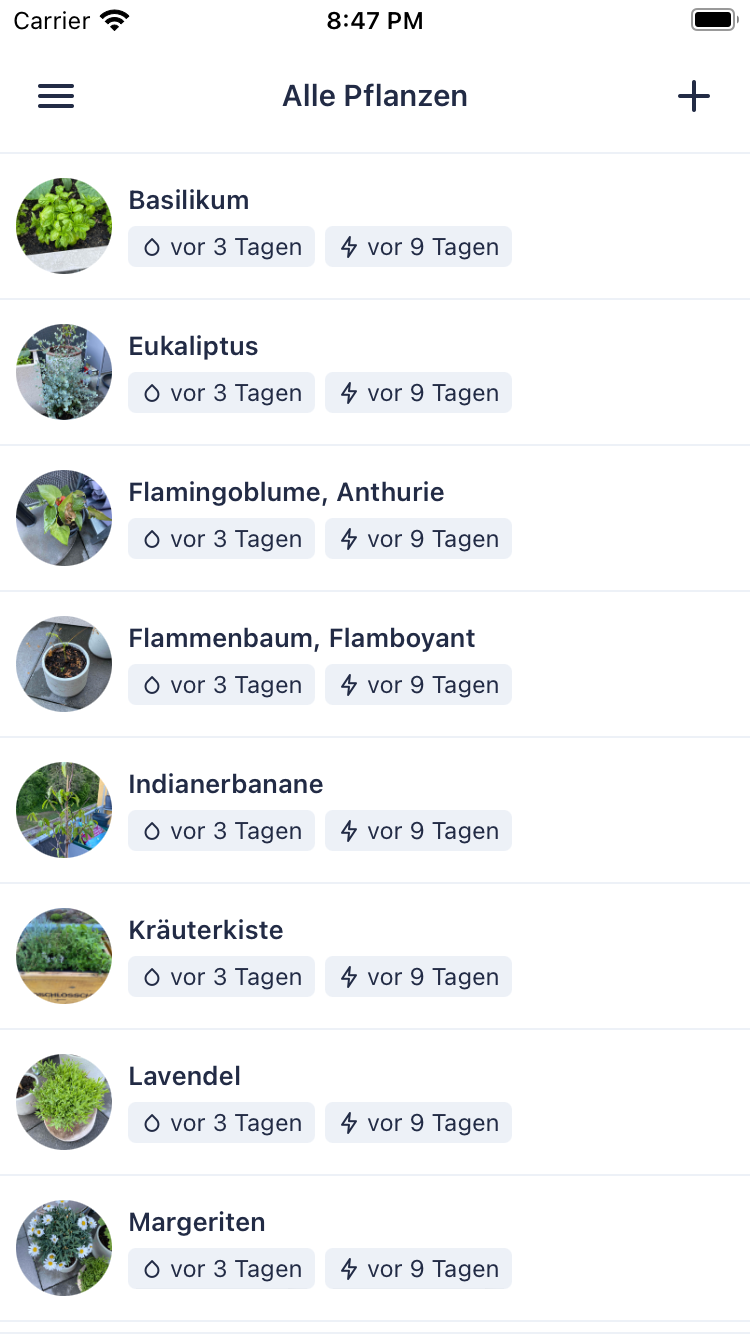 Carrier 8:47 PM
Alle Pflanzen
Basilikum
vor 3 Tagen vor 9 Tagen
Eukaliptus
vor 3 Tagen vor 9 Tagen
Flamingoblume, Anthurie
vor 3 Tagen vor 9 Tagen
Flammenbaum, Flamboyant
vor 3 Tagen vor 9 Tagen
Indianerbanane
vor 3 Tagen vor 9 Tagen
Kräuterkiste
vor 3 Tagen vor 9 Tagen
Lavendel
vor 3 Tagen vor 9 Tagen
Margeriten
vor 3 Tagen vor 9 Tagen